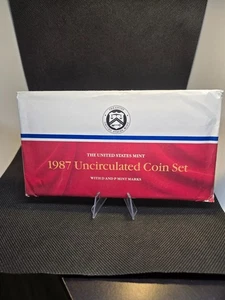 THE UNITED STATES MINT
1987 Uncirculated Coin Set
WITH D AND P MINT MARKS